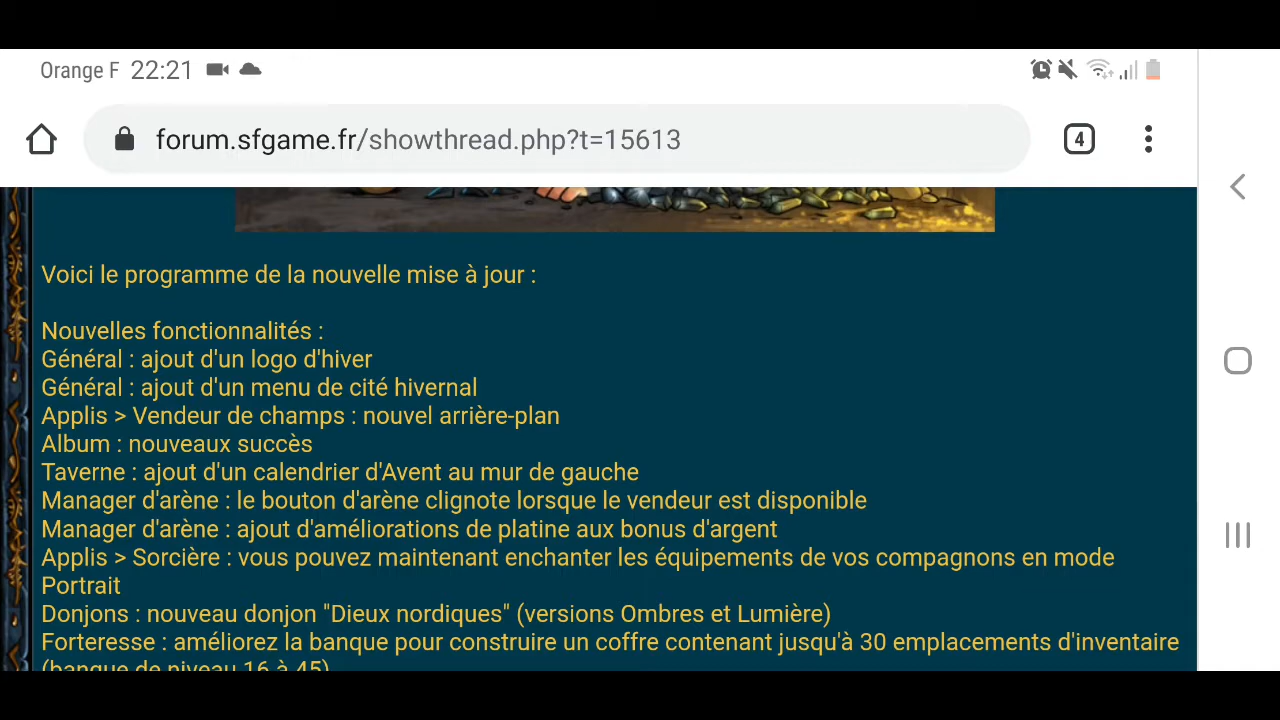 Orange F 22:21
forum.sfgame.fr/showthread.php?t=15613
4
Voici le programme de la nouvelle mise à jour :
Nouvelles fonctionnalités :
Général : ajout d'un logo d'hiver
Général : ajout d'un menu de cité hivernal
Applis > Vendeur de champs : nouvel arrière-plan
Album : nouveaux succès
Taverne : ajout d'un calendrier d'Avent au mur de gauche
Manager d'arène : le bouton d'arène clignote lorsque le vendeur est disponible
Manager d'arène : ajout d'améliorations de platine aux bonus d'argent
Applis > Sorcière : vous pouvez maintenant enchanter les équipements de vos compagnons en mode
Portrait
Donjons : nouveau donjon "Dieux nordiques" (versions Ombres et Lumière)
Forteresse : améliorez la banque pour construire un coffre contenant jusqu'à 30 emplacements d'inventaire
(banque de niveau 16 à 45)